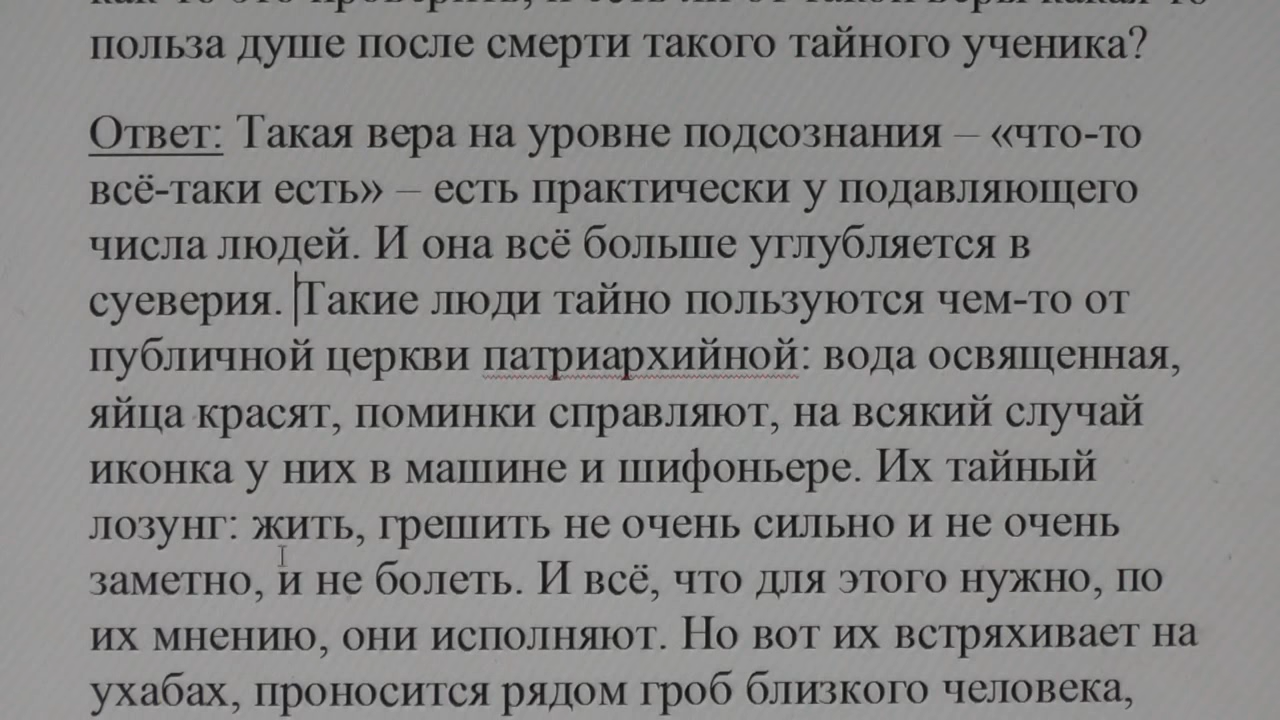 польза душе после смерти такого тайного ученика?
Ответ: Такая вера на уровне подсознания – «что-то
всё-таки есть» – есть практически у подавляющего
числа людей. И она всё больше углубляется в
суеверия. Такие люди тайно пользуются чем-то от
публичной церкви патриархийной: вода освященная,
яйца красят, поминки справляют, на всякий случай
иконка у них в машине и шифоньере. Их тайный
лозунг: жить, грешить не очень сильно и не очень
заметно, и не болеть. И всё, что для этого нужно, по
их мнению, они исполняют. Но вот их встряхивает на
ухабах, проносится рядом гроб близкого человека,